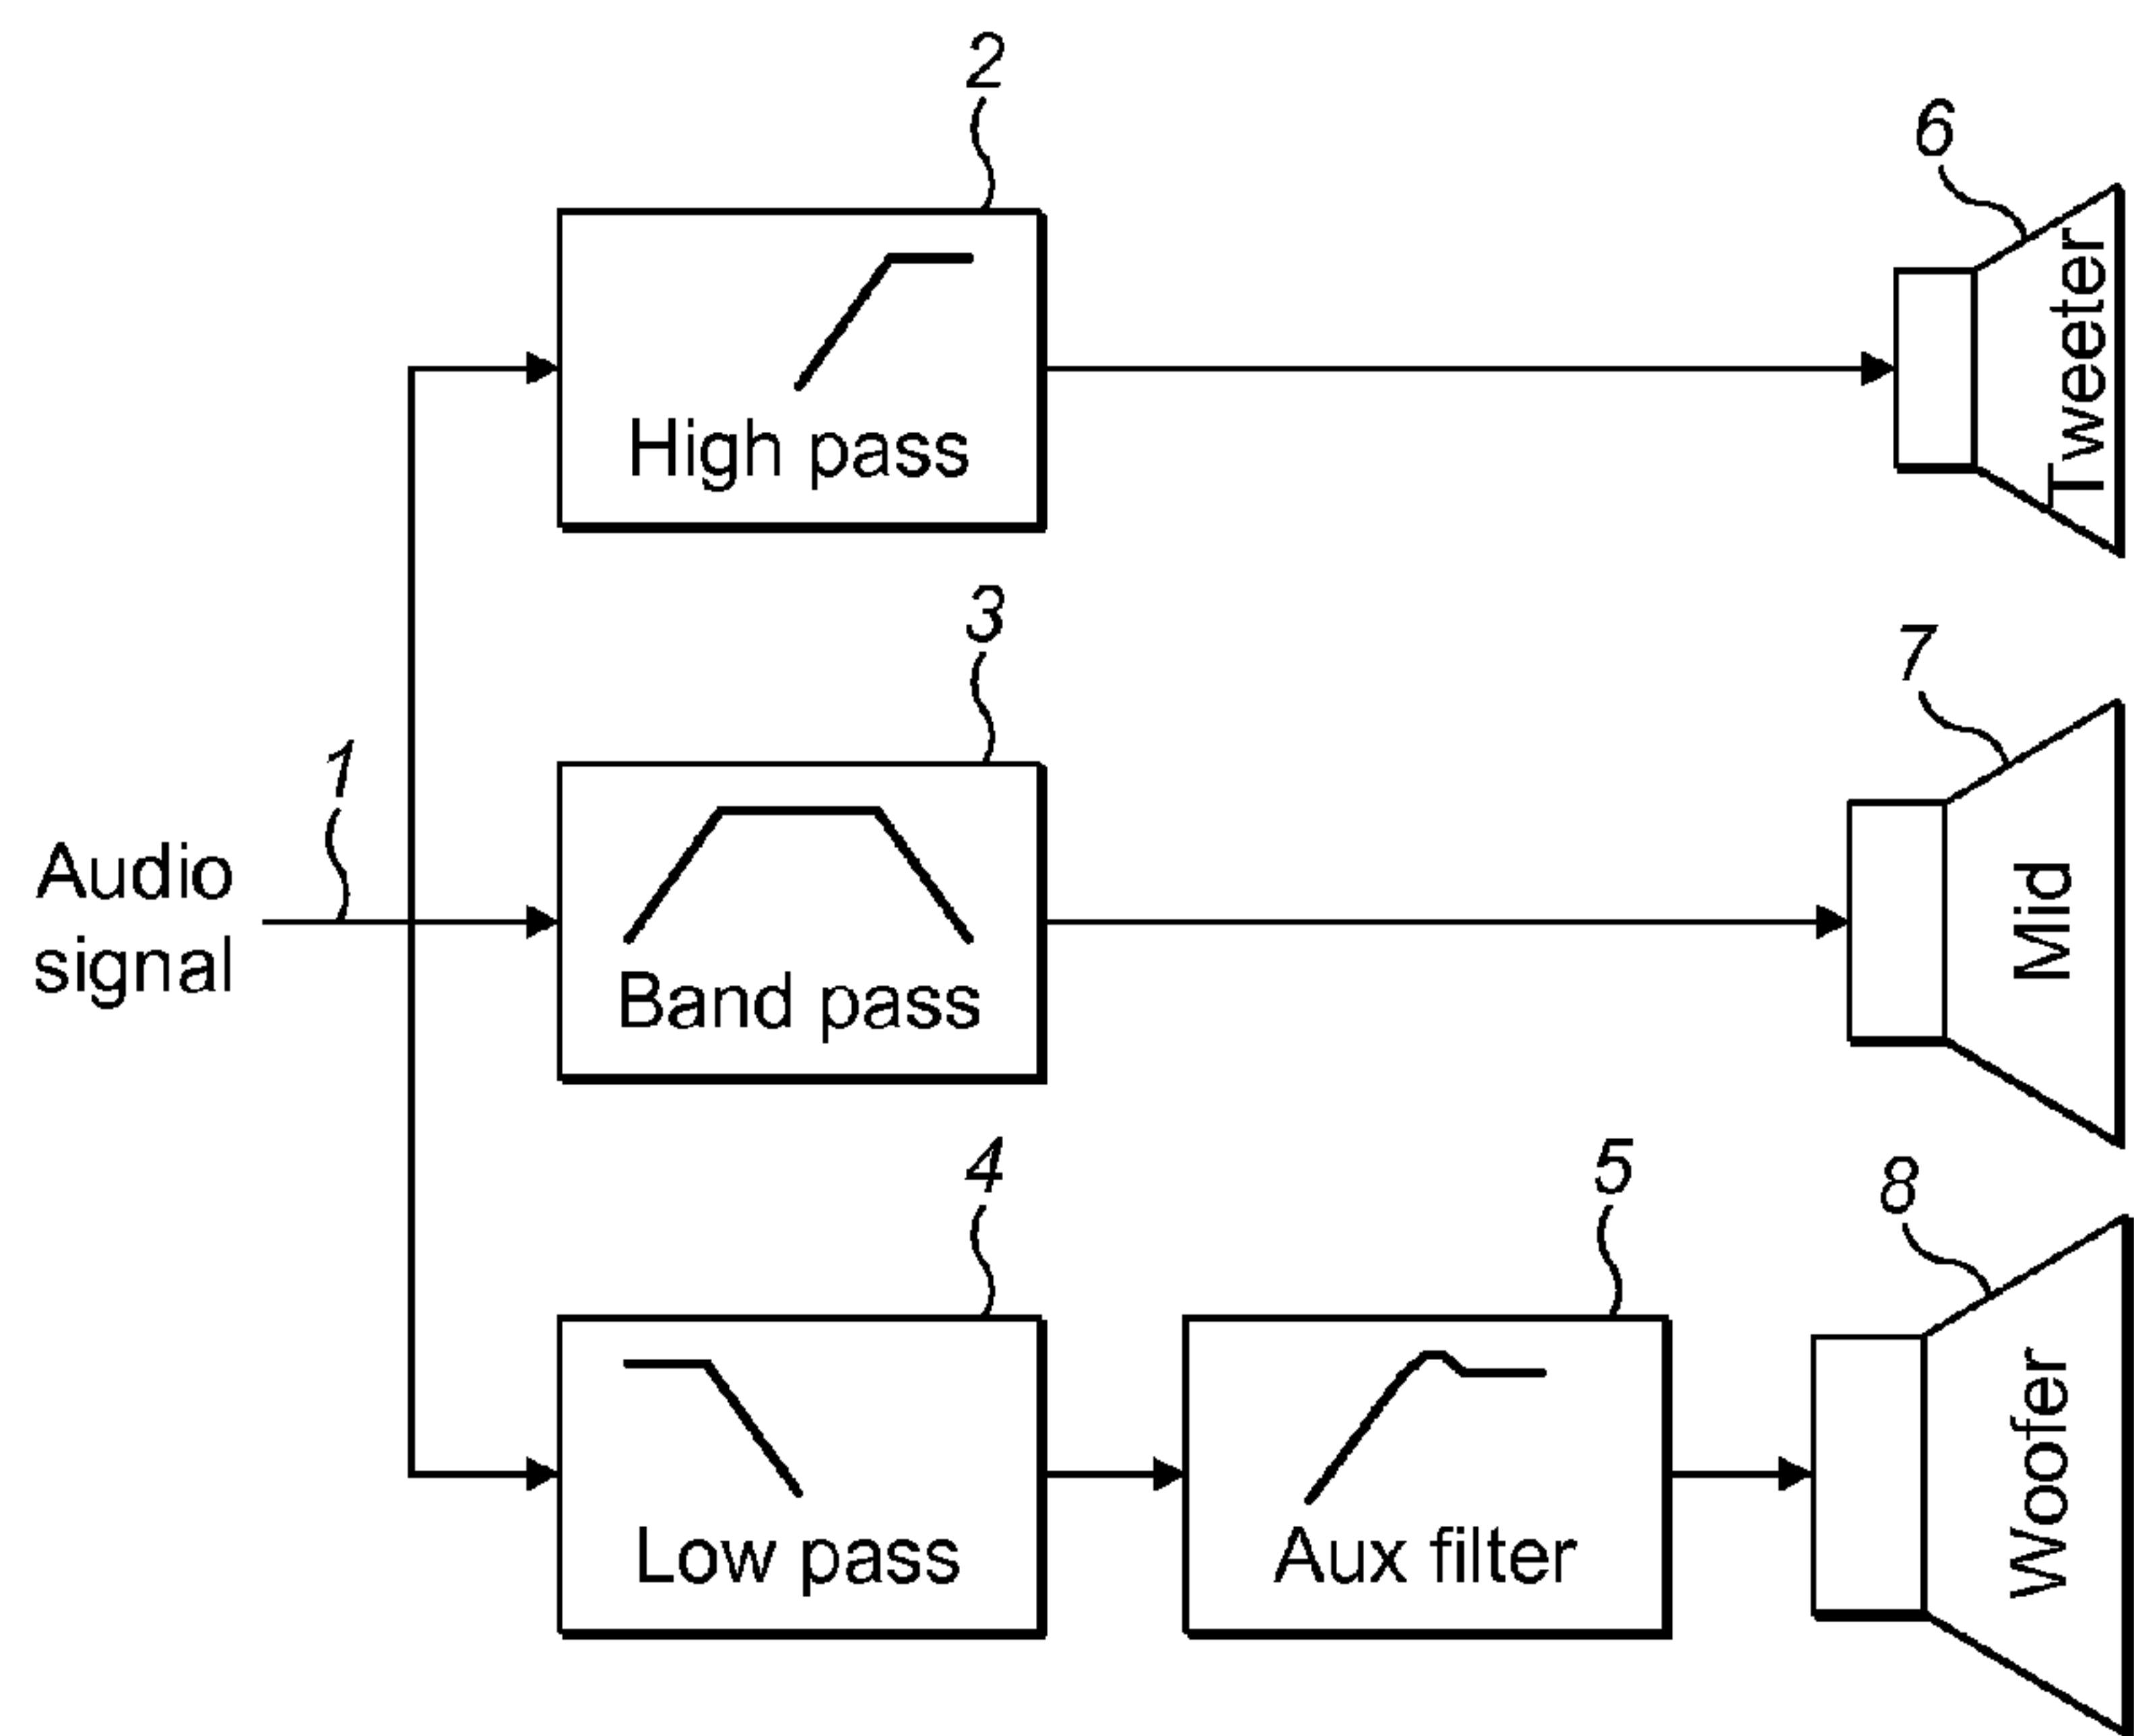 2
6
High pass
Tweeter
3
7
1
Audio
signal
Band pass
Mid
4
5
8
Low pass
Aux filter
Woofer